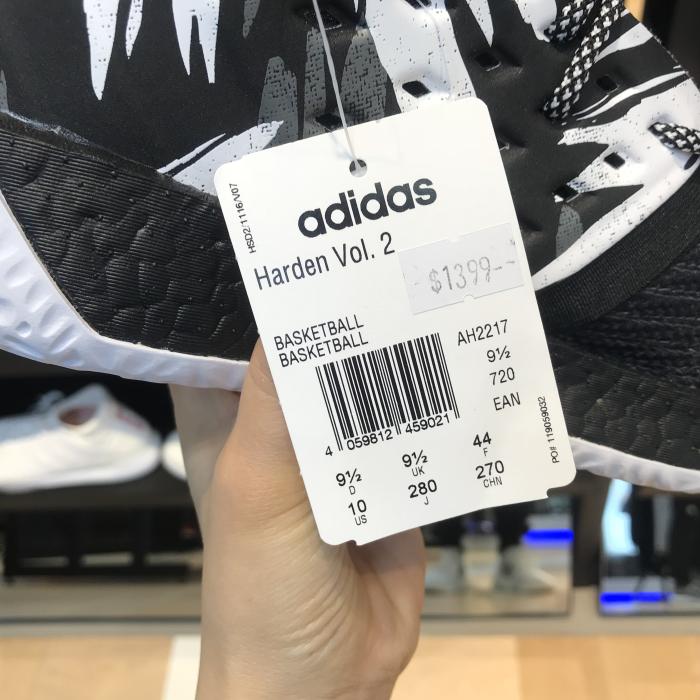 HSD2/1116/V07
adidas
Harden Vol. 2
$1399-
BASKETBALL
BASKETBALL
AH2217
9½
720
EAN
4 059812 459021
9½
D
9½
UK
44
F
10
US
280
J
270
CHN
PO# 119059032